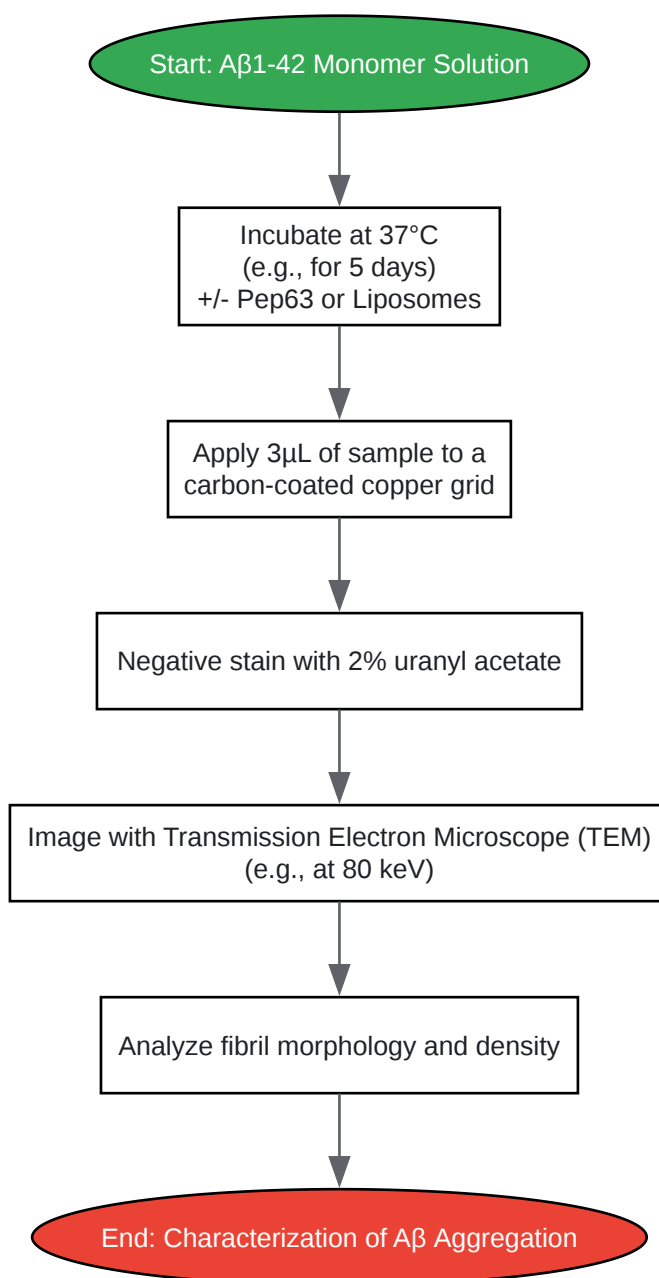 Start: Aβ1-42 Monomer Solution
Incubate at 37°C
(e.g., for 5 days)
+/- Pep63 or Liposomes
Apply 3µL of sample to a
carbon-coated copper grid
Negative stain with 2% uranyl acetate
Image with Transmission Electron Microscope (TEM)
(e.g., at 80 keV)
Analyze fibril morphology and density
End: Characterization of Aβ Aggregation